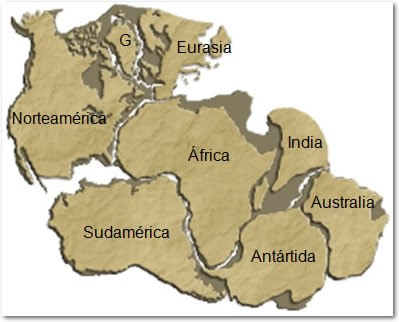 G
Eurasia
Norteamérica
África
India
Australia
Sudamérica
Antártida